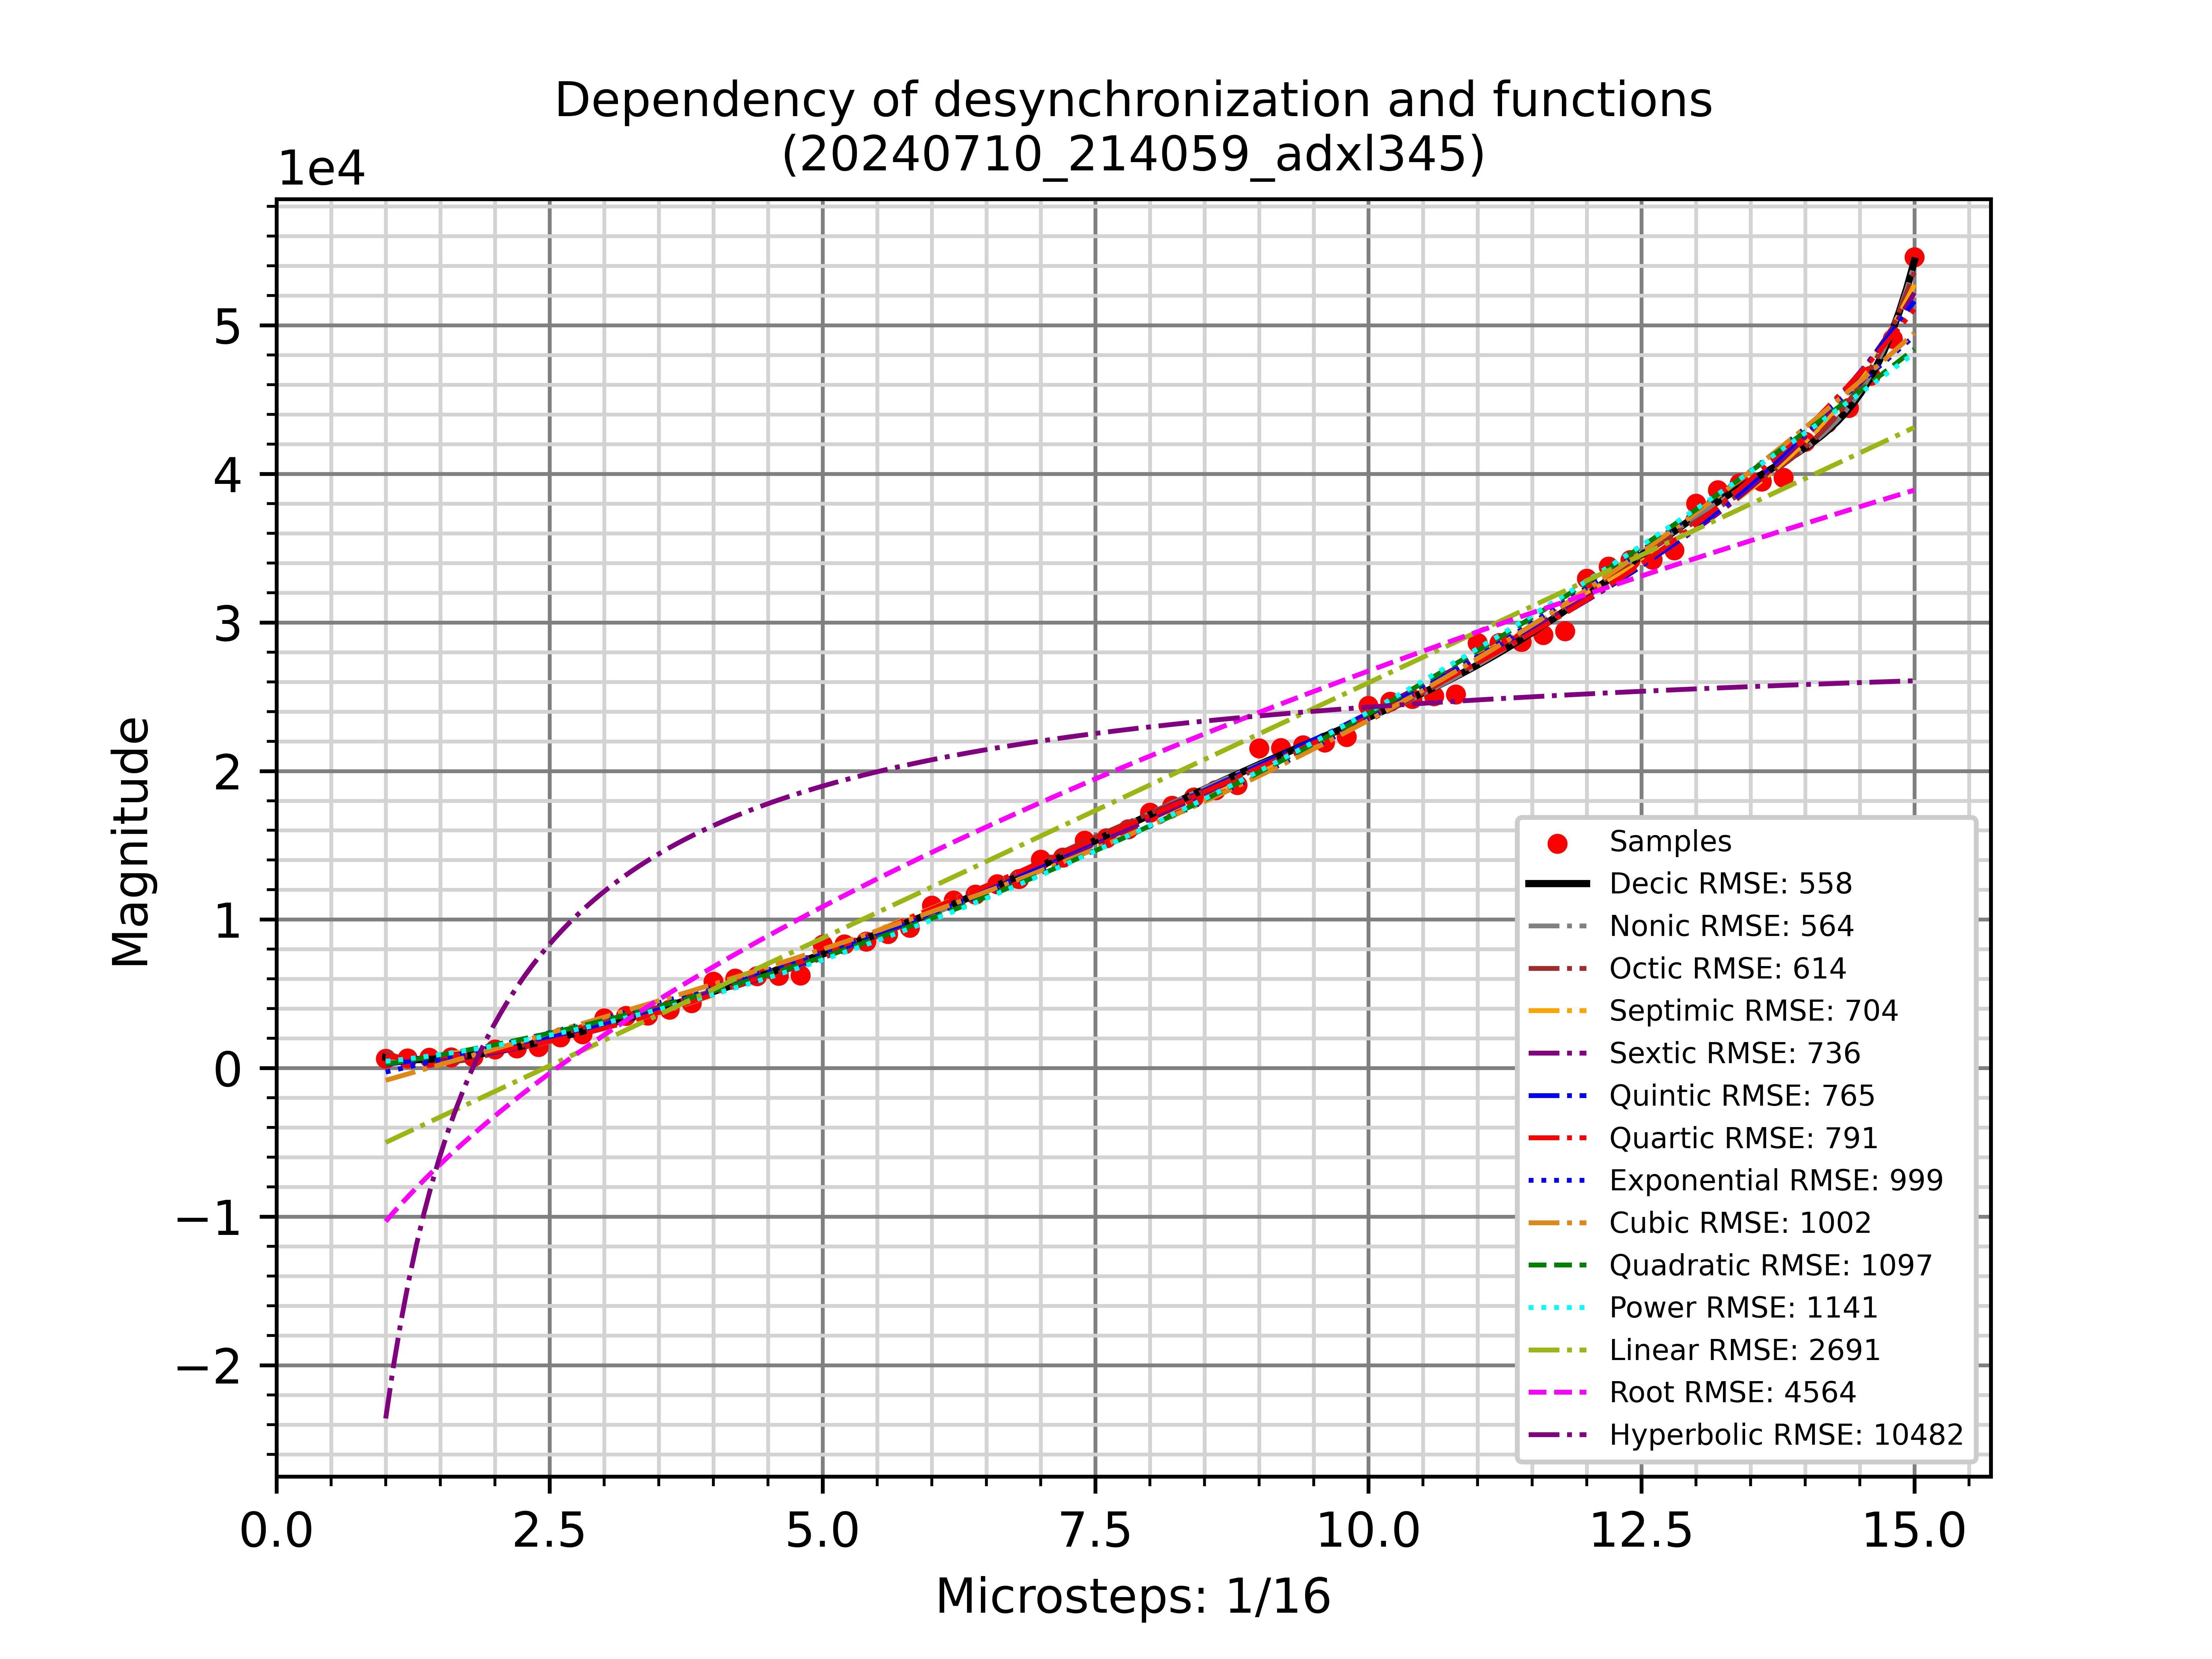 Dependency of desynchronization and functions
(20240710_214059_adxl345)
1e4
5
4
3
2
1
0
−1
−2
Magnitude
0.0 2.5 5.0 7.5 10.0 12.5 15.0
Microsteps: 1/16
Samples
Decic RMSE: 558
Nonic RMSE: 564
Octic RMSE: 614
Septimic RMSE: 704
Sextic RMSE: 736
Quintic RMSE: 765
Quartic RMSE: 791
Exponential RMSE: 999
Cubic RMSE: 1002
Quadratic RMSE: 1097
Power RMSE: 1141
Linear RMSE: 2691
Root RMSE: 4564
Hyperbolic RMSE: 10482